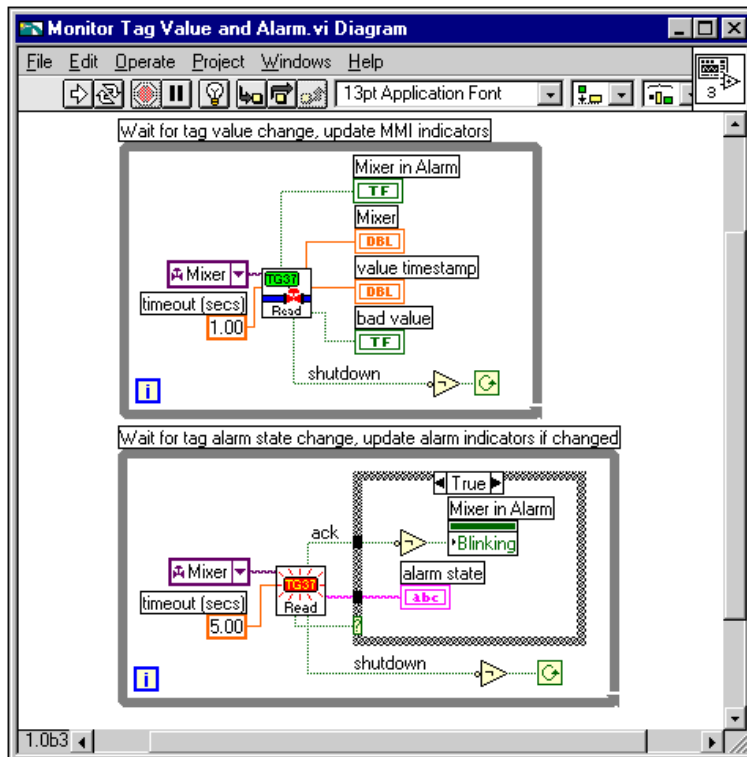 Monitor Tag Value and Alarm.vi Diagram
File Edit Operate Project Windows Help
13pt Application Font
3
Wait for tag value change, update MMI indicators
Mixer in Alarm
TF
Mixer
DBL
Mixer
TG37
Read
value timestamp
DBL
timeout (secs)
1.00
bad value
TF
shutdown
i
Wait for tag alarm state change, update alarm indicators if changed
True
Mixer in Alarm
ack
Blinking
Mixer
TG37
Read
alarm state
abc
timeout (secs)
5.00
?
shutdown
i
1.0b3